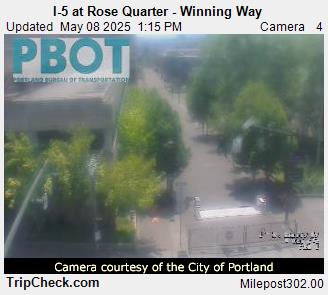 I-5 at Rose Quarter - Winning Way
Updated May 08 2025 1:15 PM Camera 4
PBOT
PORTLAND BUREAU OF TRANSPORTATION
Camera courtesy of the City of Portland
TripCheck.com Milepost302.00